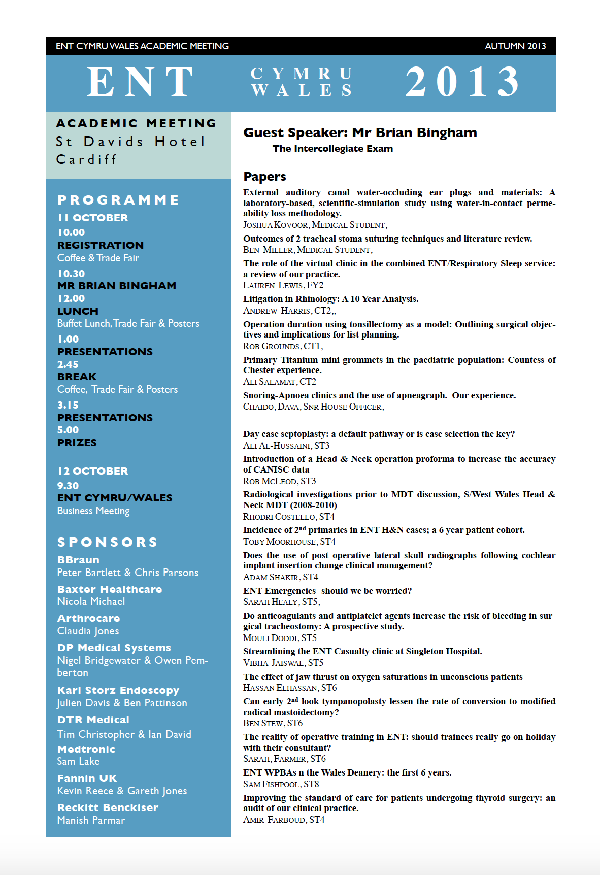 ENT CYMRU WALES ACADEMIC MEETING
AUTUMN 2013
ENT
CYMRU
WALES
2013
ACADEMIC MEETING
St Davids Hotel
Cardiff
PROGRAMME
11 OCTOBER
10.00
REGISTRATION
Coffee & Trade Fair
10.30
MR BRIAN BINGHAM
12.00
LUNCH
Buffet Lunch, Trade Fair & Posters
1.00
PRESENTATIONS
2.45
BREAK
Coffee, Trade Fair & Posters
3.15
PRESENTATIONS
5.00
PRIZES
12 OCTOBER
9.30
ENT CYMRU/WALES
Business Meeting
SPONSORS
BBraun
Peter Bartlett & Chris Parsons
Baxter Healthcare
Nicola Michael
Arthrocare
Claudia Jones
DP Medical Systems
Nigel Bridgewater & Owen Pem-
berton
Karl Storz Endoscopy
Julien Davis & Ben Pattinson
DTR Medical
Tim Christopher & Ian David
Medtronic
Sam Lake
Fannin UK
Kevin Reece & Gareth Jones
Reckitt Benckiser
Manish Parmar
Guest Speaker: Mr Brian Bingham
The Intercollegiate Exam
Papers
External auditory canal water-occluding ear plugs and materials: A
laboratory-based, scientific-simulation study using water-in-contact perme-
ability loss methodology.
JOSHUA KOVOOR, MEDICAL STUDENT,
Outcomes of 2 tracheal stoma suturing techniques and literature review.
BEN MILLER, MEDICAL STUDENT,
The role of the virtual clinic in the combined ENT/Respiratory Sleep service:
a review of our practice.
LAUREN LEWIS, FY2
Litigation in Rhinology: A 10 Year Analysis.
ANDREW HARRIS, CT2,,
Operation duration using tonsillectomy as a model: Outlining surgical objec-
tives and implications for list planning.
ROB GROUNDS, CT1,
Primary Titanium mini grommets in the paediatric population: Countess of
Chester experience.
ALI SALAMAT, CT2
Snoring-Apnoea clinics and the use of apneagraph. Our experience.
CHAIDO, DAVA, SNR HOUSE OFFICER,
Day case septoplasty: a default pathway or is case selection the key?
ALI AL-HUSSAINI, ST3
Introduction of a Head & Neck operation proforma to increase the accuracy
of CANISC data
ROB MCLEOD, ST3
Radiological investigations prior to MDT discussion, S/West Wales Head &
Neck MDT (2008-2010)
RHODRI COSTELLO, ST4
Incidence of 2nd primaries in ENT H&N cases; a 6 year patient cohort.
TOBY MOORHOUSE, ST4
Does the use of post operative lateral skull radiographs following cochlear
implant insertion change clinical management?
ADAM SHAKIR, ST4
ENT Emergencies should we be worried?
SARAH HEALY, ST5,
Do anticoagulants and antiplatelet agents increase the risk of bleeding in sur-
gical tracheostomy: A prospective study.
MOULI DODDI, ST5
Streamlining the ENT Casualty clinic at Singleton Hospital.
VIBHA JAISWAL, ST5
The effect of jaw thrust on oxygen saturations in unconscious patients
HASSAN ELHASSAN, ST6
Can early 2nd look tympanoplasty lessen the rate of conversion to modified
radical mastoidectomy?
BEN STEW, ST6
The reality of operative training in ENT: should trainees really go on holiday
with their consultant?
SARAH, FARMER, ST6
ENT WPBAs n the Wales Deanery: the first 6 years.
SAM FISHPOOL, ST8
Improving the standard of care for patients undergoing thyroid surgery: an
audit of our clinical practice.
AMIR FARBOUD, ST4